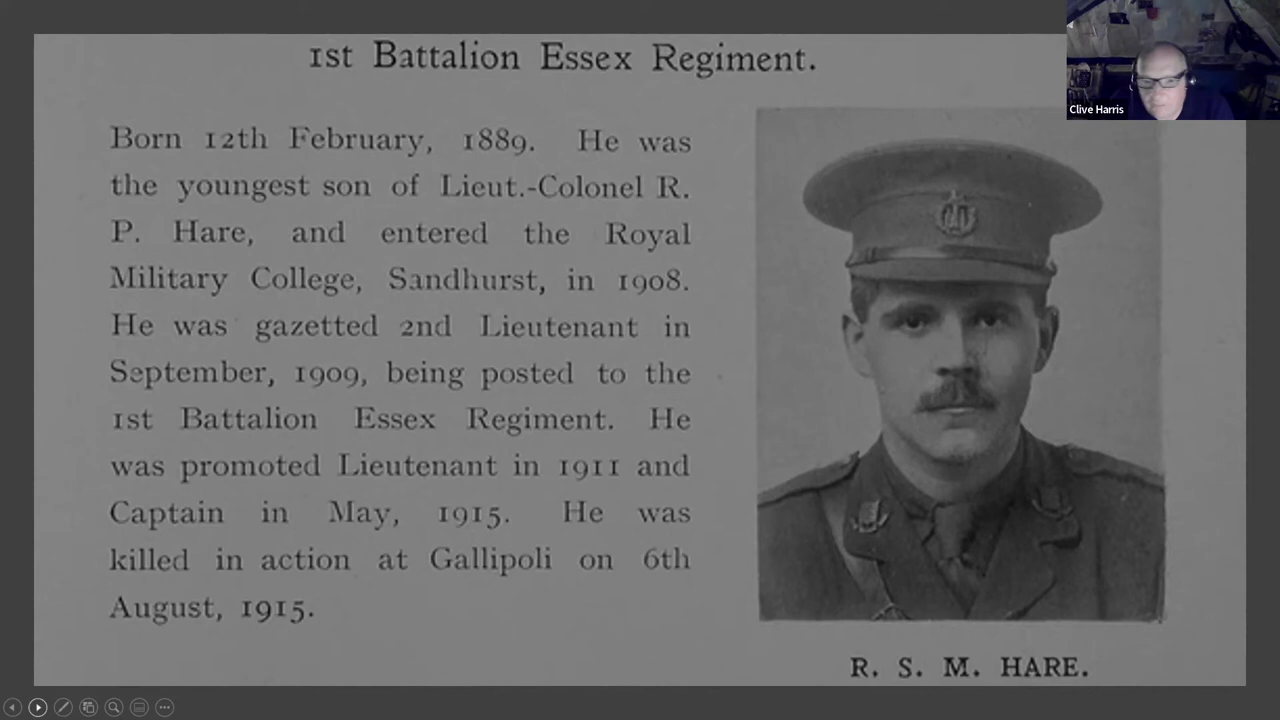 1st Battalion Essex Regiment.
Clive Harris
Born 12th February, 1889. He was
the youngest son of Lieut.-Colonel R.
P. Hare, and entered the Royal
Military College, Sandhurst, in 1908.
He was gazetted 2nd Lieutenant in
September, 1909, being posted to the
1st Battalion Essex Regiment. He
was promoted Lieutenant in 1911 and
Captain in May, 1915. He was
killed in action at Gallipoli on 6th
August, 1915.
R. S. M. HARE.